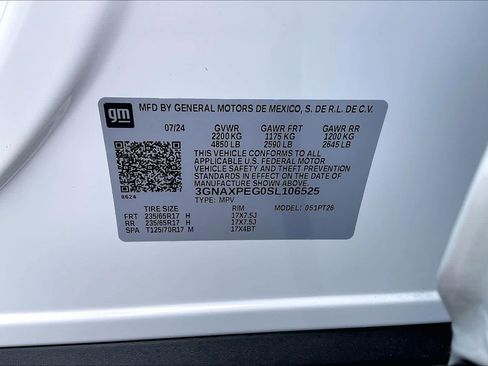 gm
MFD BY GENERAL MOTORS DE MEXICO, S. DE R.L. DE C.V.
07/24 GVWR GAWR FRT GAWR RR
2200 KG 1175 KG 1200 KG
4850 LB 2590 LB 2645 LB
THIS VEHICLE CONFORMS TO ALL
APPLICABLE U.S. FEDERAL MOTOR
VEHICLE SAFETY AND THEFT PREVENTION
STANDARDS IN EFFECT ON THE DATE OF
MANUFACTURE SHOWN ABOVE.
3GNAXPEG0SL106525
0624 TYPE: MPV MODEL: 051PT26
TIRE SIZE RIM
FRT 235/65R17 H 17X7.5J
RR 235/65R17 H 17X7.5J
SPA T125/70R17 M 17X4BT